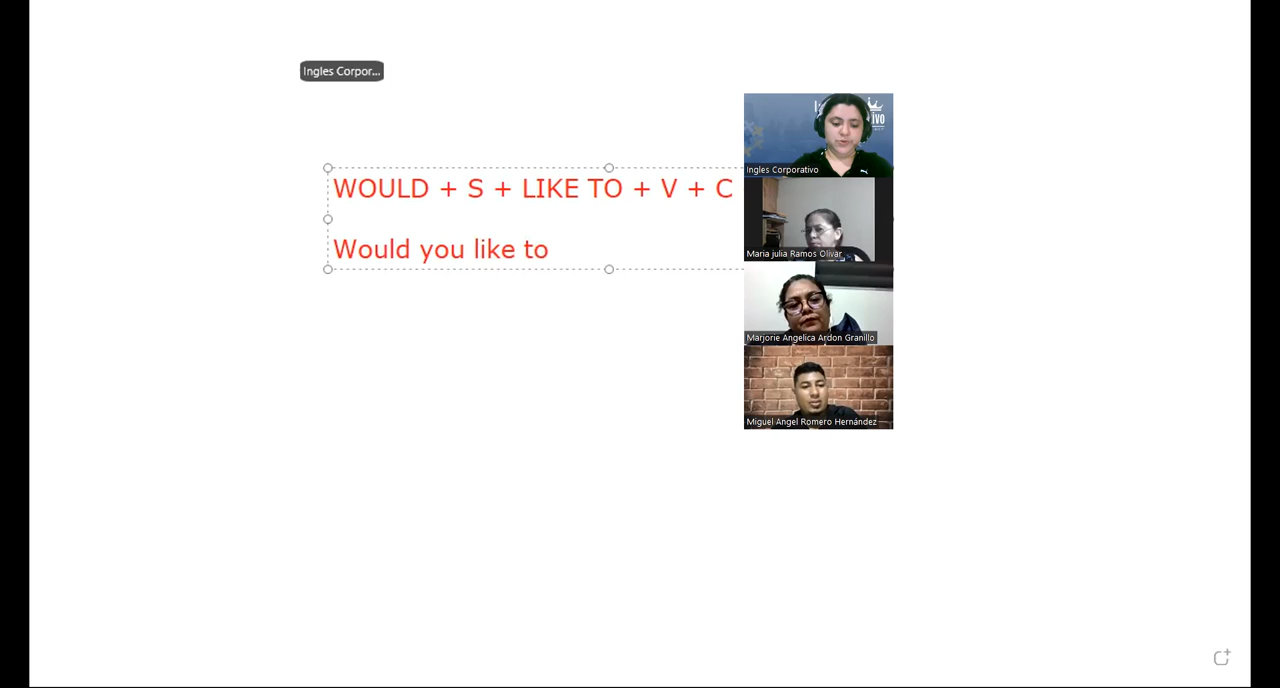 Ingles Corpor...
WOULD + S + LIKE TO + V + C
Would you like to
Ingles Corporativo
Maria julia Ramos Olivar
Marjorie Angelica Ardon Granillo
Miguel Angel Romero Hernández